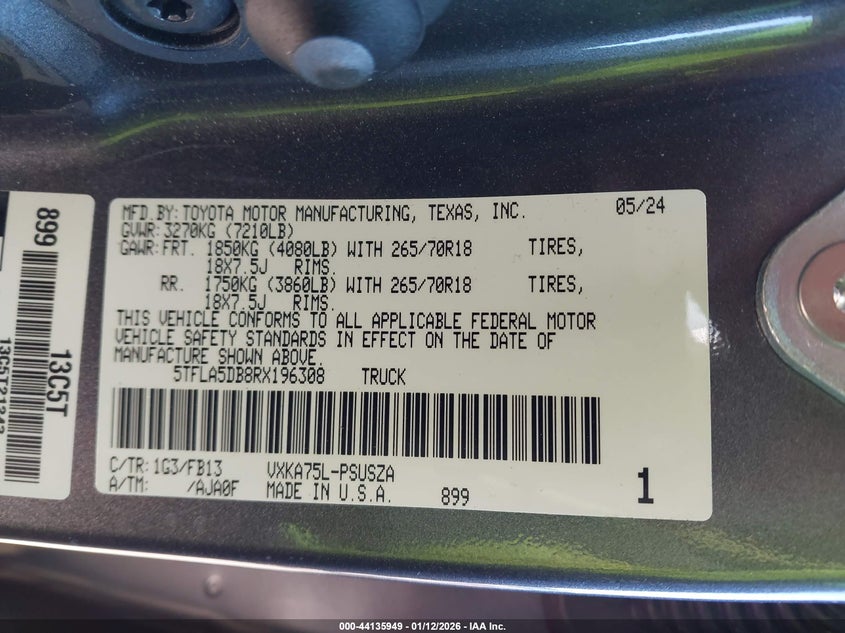 MFD.BY:TOYOTA MOTOR MANUFACTURING, TEXAS, INC. 05/24
GVWR:3270KG (7210LB)
GAWR:FRT. 1850KG (4080LB) WITH 265/70R18 TIRES,
18X7.5J RIMS.
RR. 1750KG (3860LB) WITH 265/70R18 TIRES,
18X7.5J RIMS.
THIS VEHICLE CONFORMS TO ALL APPLICABLE FEDERAL MOTOR
VEHICLE SAFETY STANDARDS IN EFFECT ON THE DATE OF
MANUFACTURE SHOWN ABOVE.
5TFLA5DB8RX196308 TRUCK
C/TR:1G3/FB13 VXKA75L-PSUSZA
A/TM: /AJA0F MADE IN U.S.A. 899 1
899
13C5T
000-44135949 - 01/12/2026 - IAA Inc.